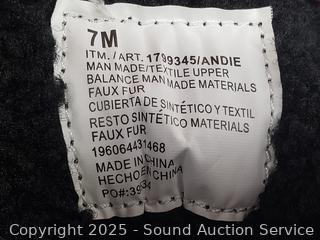 7M
ITM. / ART. 1799345/ANDIE
MAN MADE/TEXTILE UPPER
BALANCE MAN MADE MATERIALS
FAUX FUR
CUBIERTA DE SINTÉTICO Y TEXTIL
RESTO SINTÉTICO MATERIALS
FAUX FUR
196064431468
MADE IN CHINA
HECHO EN CHINA
Copyright 2025 - Sound Auction Service